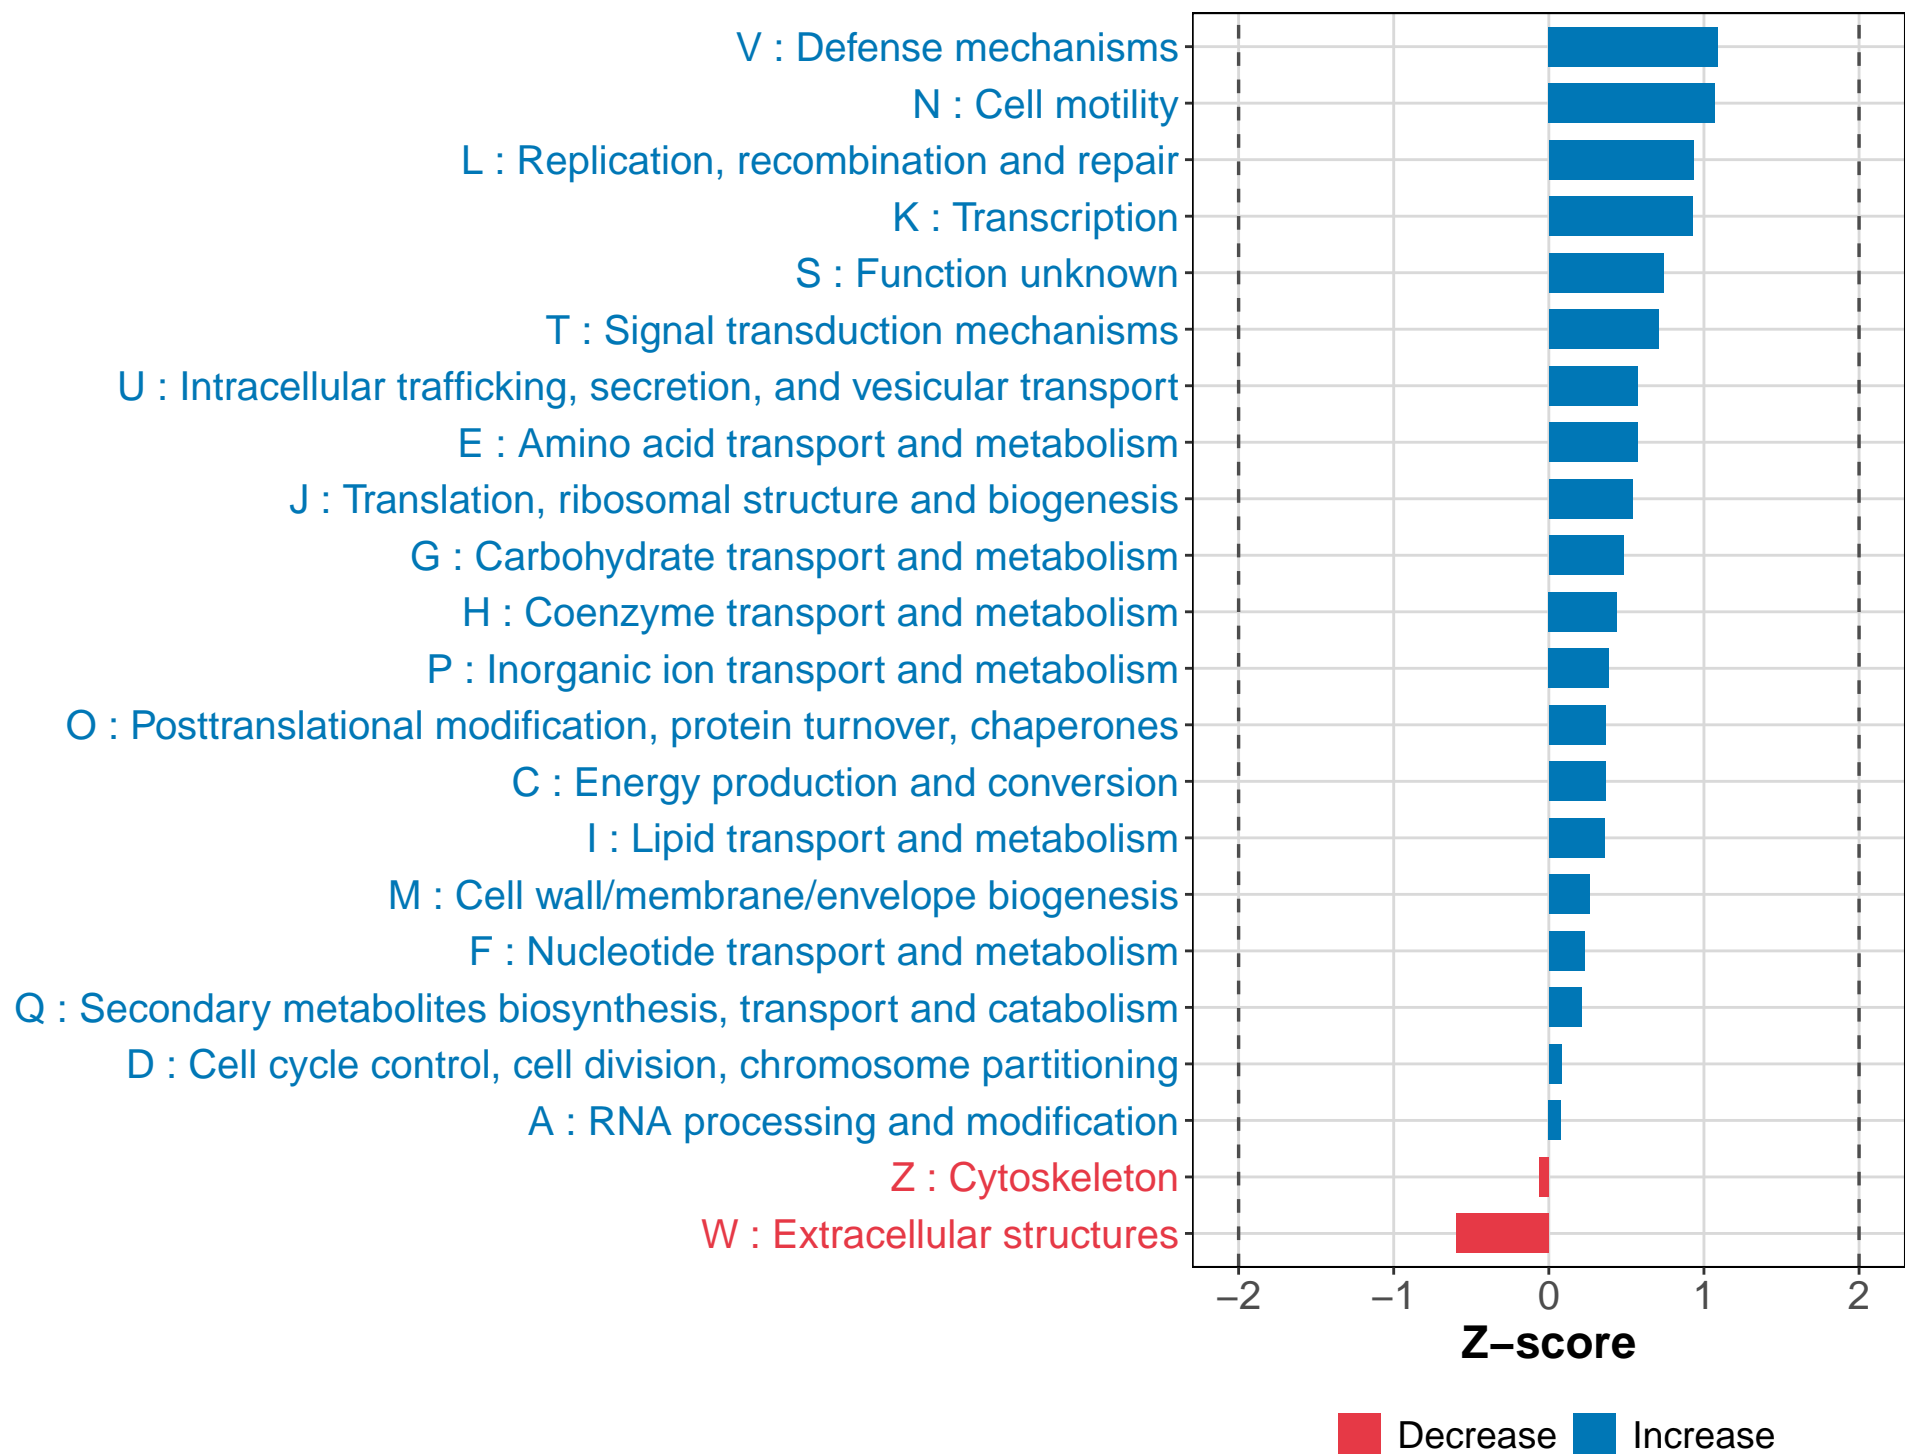 V : Defense mechanisms
N : Cell motility
L : Replication, recombination and repair
K : Transcription
S : Function unknown
T : Signal transduction mechanisms
U : Intracellular trafficking, secretion, and vesicular transport
E : Amino acid transport and metabolism
J : Translation, ribosomal structure and biogenesis
G : Carbohydrate transport and metabolism
H : Coenzyme transport and metabolism
P : Inorganic ion transport and metabolism
O : Posttranslational modification, protein turnover, chaperones
C : Energy production and conversion
I : Lipid transport and metabolism
M : Cell wall/membrane/envelope biogenesis
F : Nucleotide transport and metabolism
Q : Secondary metabolites biosynthesis, transport and catabolism
D : Cell cycle control, cell division, chromosome partitioning
A : RNA processing and modification
Z : Cytoskeleton
W : Extracellular structures
−2 −1 0 1 2
Z−score
Decrease Increase